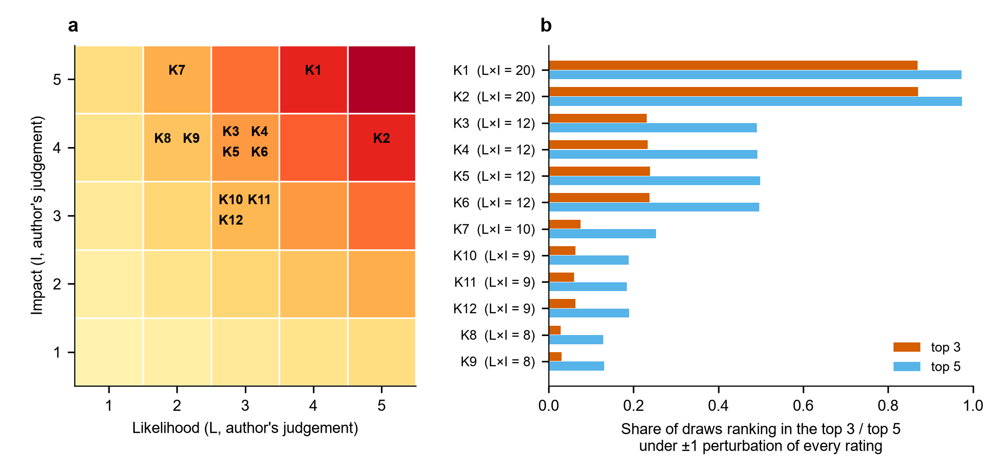 a
K7
K1
K8 K9
K3 K4
K5 K6
K2
K10 K11
K12
5
4
3
2
1
Impact (I, author's judgement)
1 2 3 4 5
Likelihood (L, author's judgement)
b
K1 (L×I = 20)
K2 (L×I = 20)
K3 (L×I = 12)
K4 (L×I = 12)
K5 (L×I = 12)
K6 (L×I = 12)
K7 (L×I = 10)
K10 (L×I = 9)
K11 (L×I = 9)
K12 (L×I = 9)
K8 (L×I = 8)
K9 (L×I = 8)
top 3
top 5
0.0 0.2 0.4 0.6 0.8 1.0
Share of draws ranking in the top 3 / top 5
under ±1 perturbation of every rating